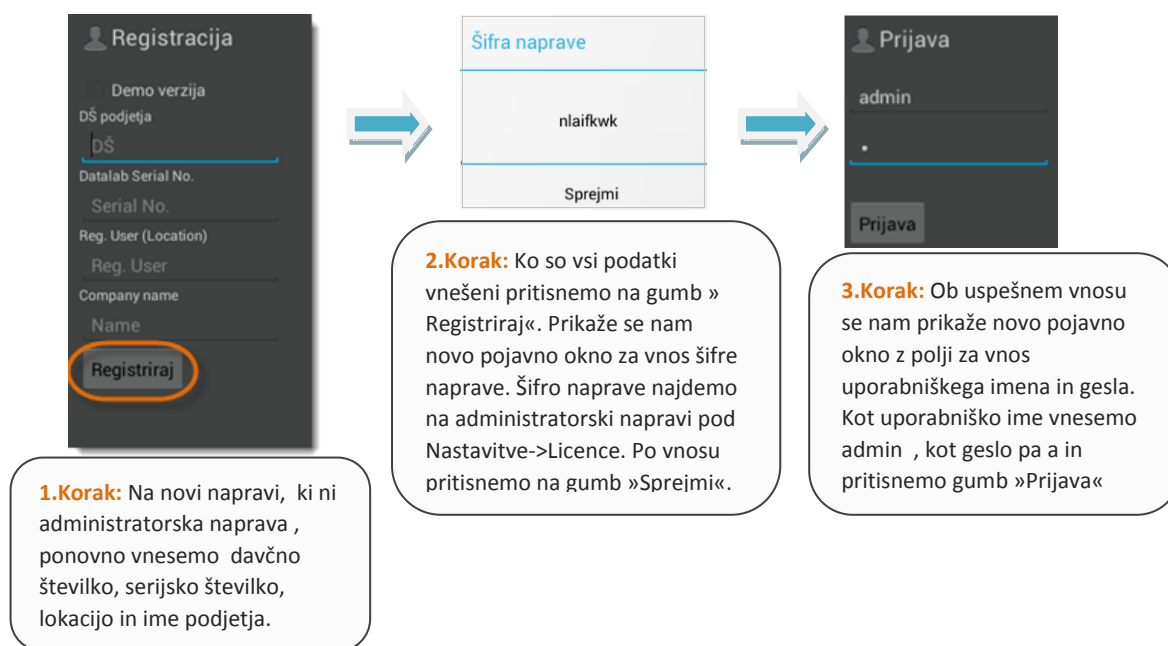 Registracija
Demo verzija
DŠ podjetja
DŠ
Datalab Serial No.
Serial No.
Reg. User (Location)
Reg. User
Company name
Name
Registriraj
1.Korak: Na novi napravi, ki ni
administratorska naprava ,
ponovno vnesemo davčno
številko, serijsko številko,
lokacijo in ime podjetja.
Šifra naprave
nlaifkwk
Sprejmi
2.Korak: Ko so vsi podatki
vnešeni pritisnemo na gumb »
Registriraj«. Prikaže se nam
novo pojavno okno za vnos šifre
naprave. Šifro naprave najdemo
na administratorski napravi pod
Nastavitve->Licence. Po vnosu
pritisnemo na gumb »Sprejmi«.
Prijava
admin
•
Prijava
3.Korak: Ob uspešnem vnosu
se nam prikaže novo pojavno
okno z polji za vnos
uporabniškega imena in gesla.
Kot uporabniško ime vnesemo
admin , kot geslo pa a in
pritisnemo gumb »Prijava«